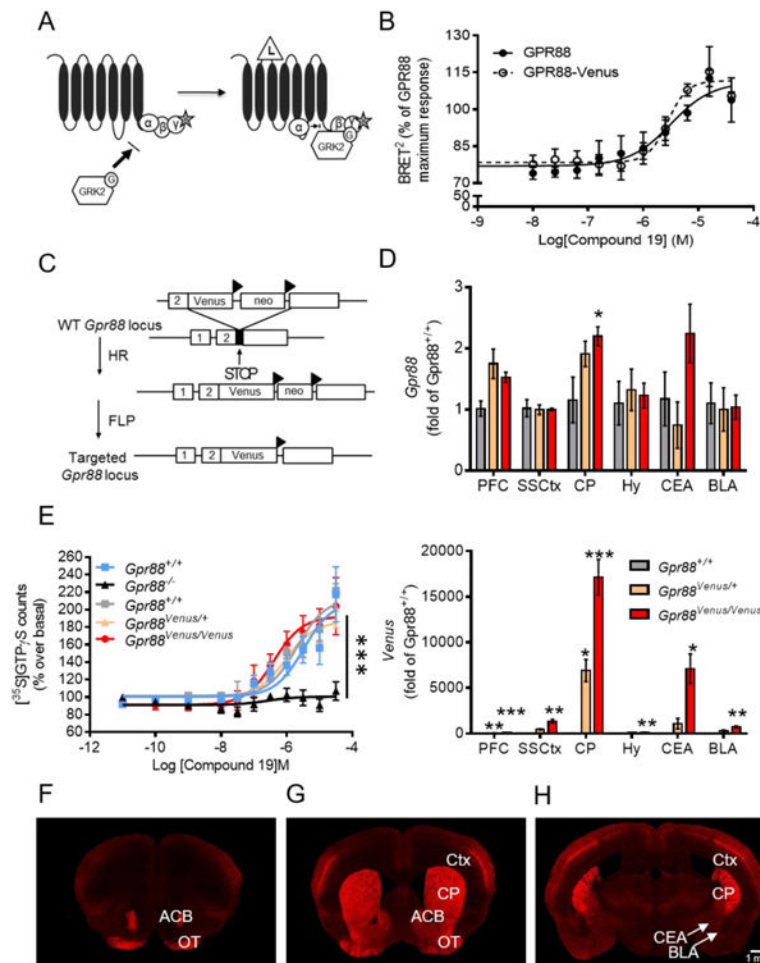 A
L
α
β
γ
α
β
γ
G
GRK2
G
GRK2
B
GPR88
GPR88-Venus
BRET² (% of GPR88
maximum response)
115
100
85
70
50
0
-9 -8 -7 -6 -5 -4
Log[Compound 19] (M)
C
2 Venus neo
WT Gpr88 locus
1 2
HR
STOP
1 2 Venus neo
FLP
Targeted
Gpr88 locus
1 2 Venus
D
Gpr88
(fold of Gpr88+/+)
3
2
1
0
*
PFC SSCtx CP Hy CEA BLA
E
[35S]GTPγS counts
(% over basal)
260
240
220
200
180
160
140
120
100
80
60
Gpr88+/+
Gpr88-/-
Gpr88+/+
Gpr88Venus/+
Gpr88Venus/Venus
***
-12 -10 -8 -6 -4
Log [Compound 19]M
Venus
(fold of Gpr88+/+)
20000
15000
10000
5000
0
Gpr88+/+
Gpr88Venus/+
Gpr88Venus/Venus
** *** ** * *** ** * **
PFC SSCtx CP Hy CEA BLA
F
ACB
OT
G
Ctx
CP
ACB
OT
H
Ctx
CP
CEA
BLA